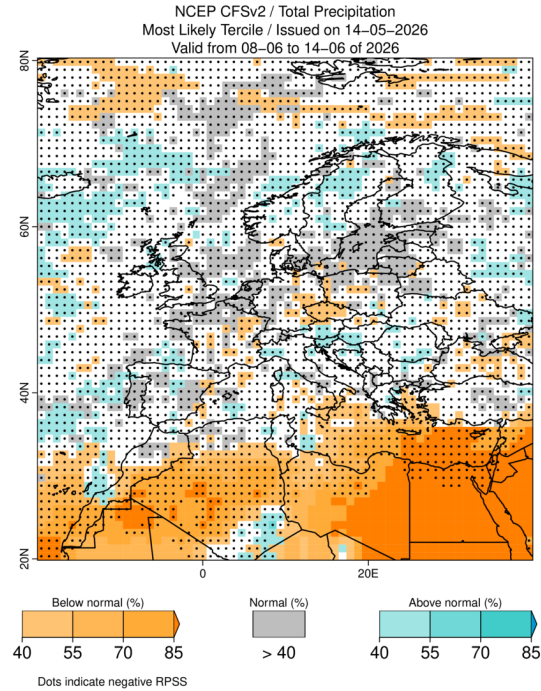 NCEP CFSv2 / Total Precipitation
Most Likely Tercile / Issued on 14−05−2026
Valid from 08−06 to 14−06 of 2026
80N
60N
40N
20N
0
20E
Below normal (%)
Normal (%)
Above normal (%)
40 55 70 85
> 40
40 55 70 85
Dots indicate negative RPSS